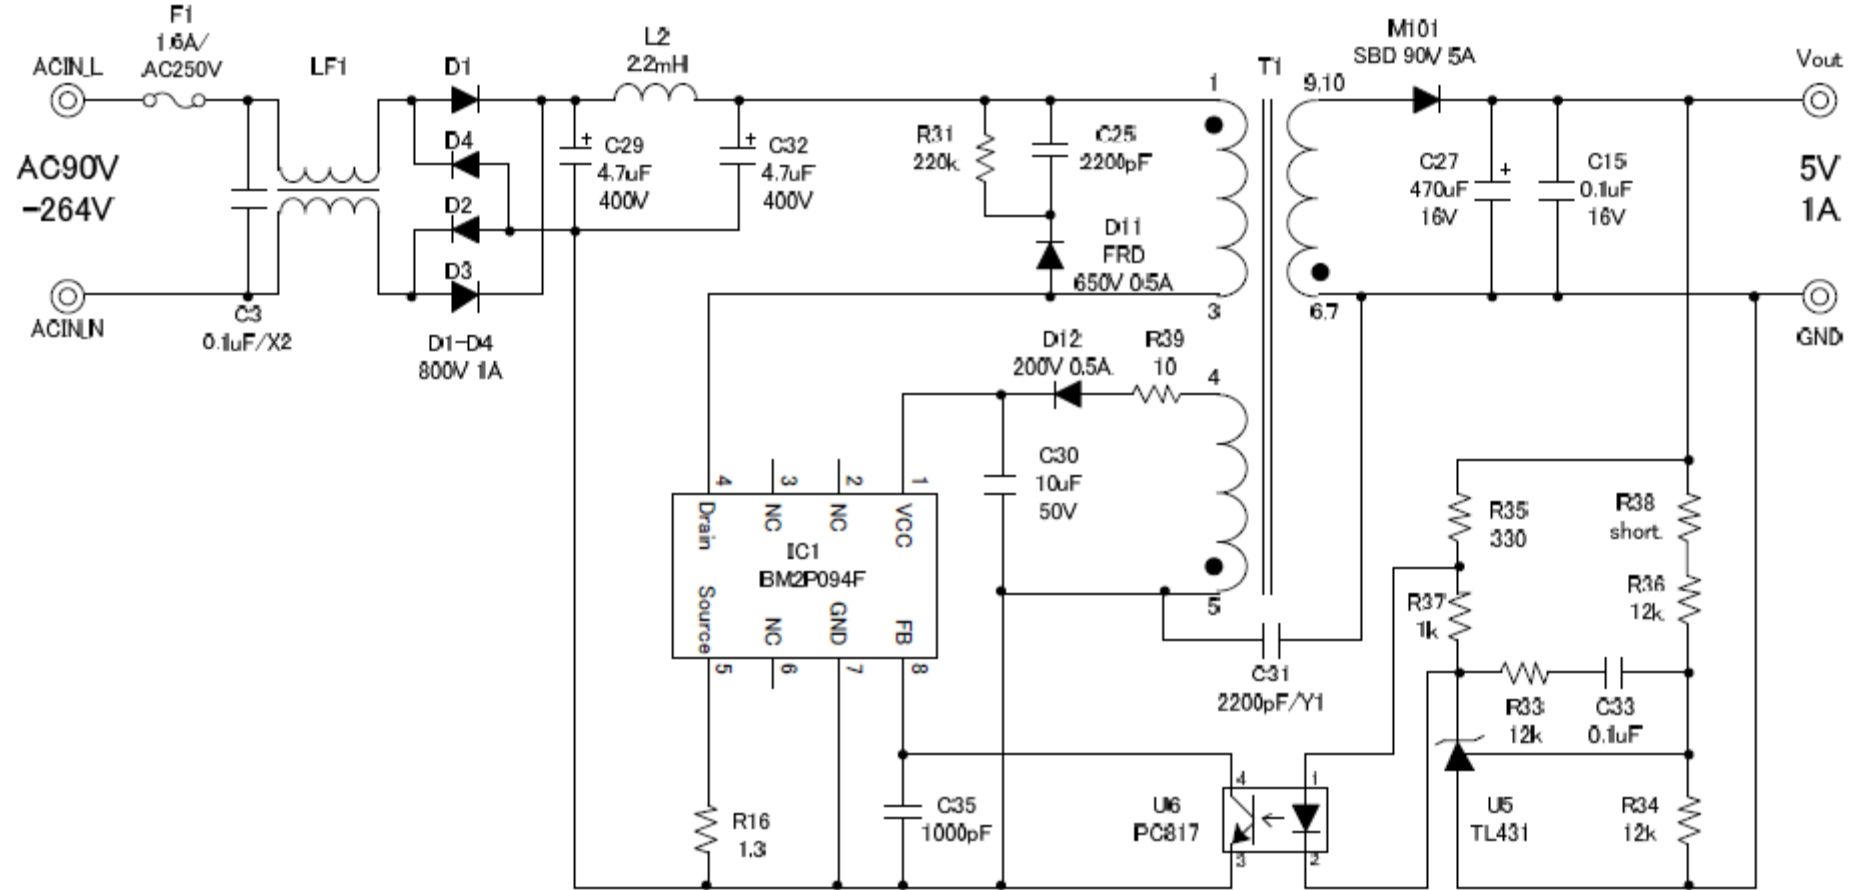 F1
1.6A/
AC250V
ACIN_L
LF1
D1
L2
2.2mH
T1
M101
SBD 90V 5A
Vout
1
9,10
D4
C29
4.7uF
400V
C32
4.7uF
400V
R31
220k
C25
2200pF
C27
470uF
16V
C15
0.1uF
16V
5V
1A
AC90V
-264V
D2
D3
D11
FRD
650V 0.5A
3
6,7
GND
ACIN_N
C3
0.1uF/X2
D1-D4
800V 1A
D12
200V 0.5A
R39
10
4
C30
10uF
50V
5
4
3
2
1
Drain
NC
NC
VCC
IC1
BM2P094F
Source
NC
GND
FB
5
6
7
8
R35
330
R38
short
R37
1k
R36
12k
C31
2200pF/Y1
R33
12k
C33
0.1uF
R16
1.3
C35
1000pF
U6
PC817
4
1
3
2
U5
TL431
R34
12k